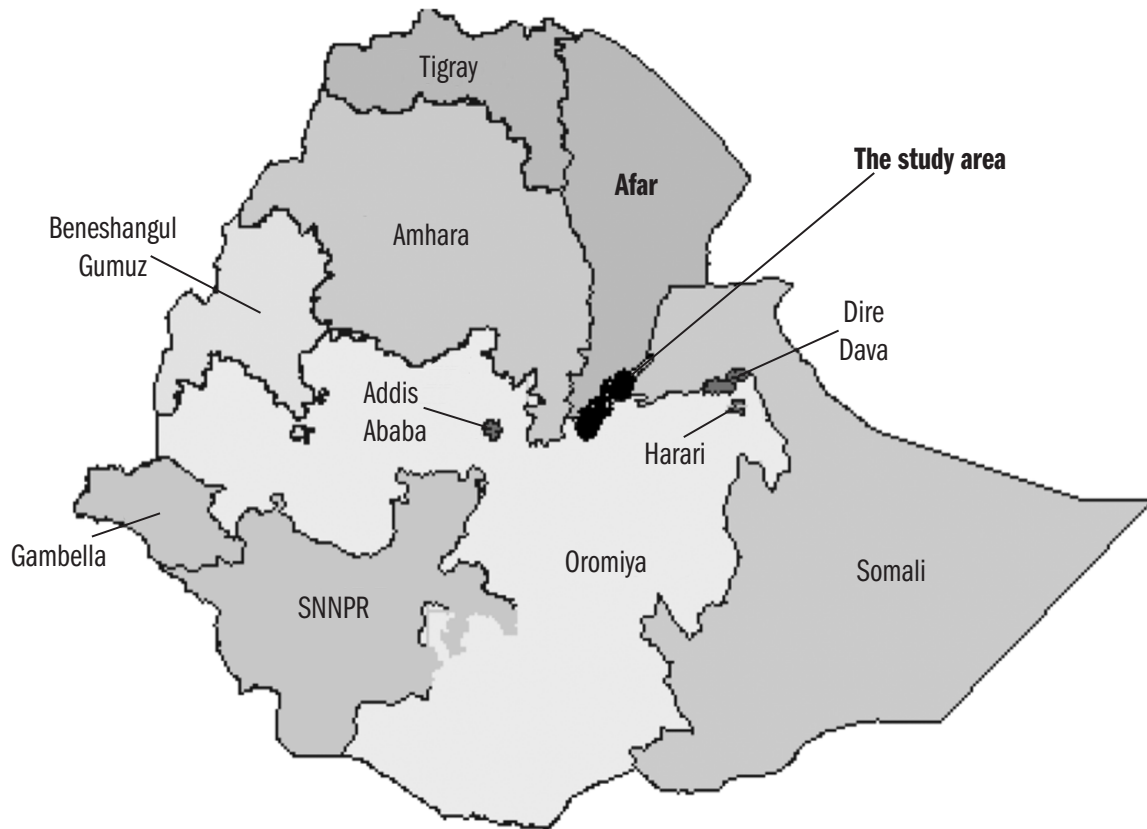 Tigray
The study area
Afar
Beneshangul
Gumuz
Amhara
Dire
Dava
Addis
Ababa
Harari
Gambella
Oromiya
Somali
SNNPR